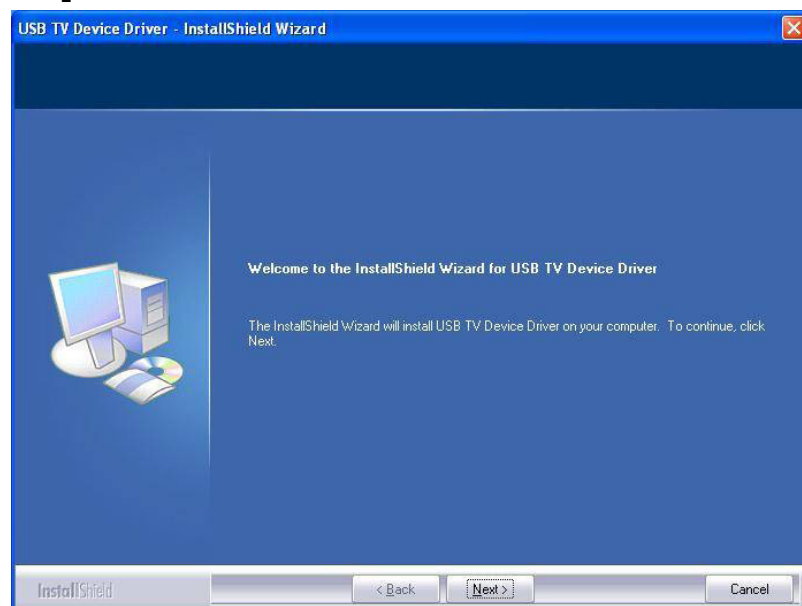 USB TV Device Driver - InstallShield Wizard
Welcome to the InstallShield Wizard for USB TV Device Driver
The InstallShield Wizard will install USB TV Device Driver on your computer. To continue, click
Next.
InstallShield
< Back
Next >
Cancel